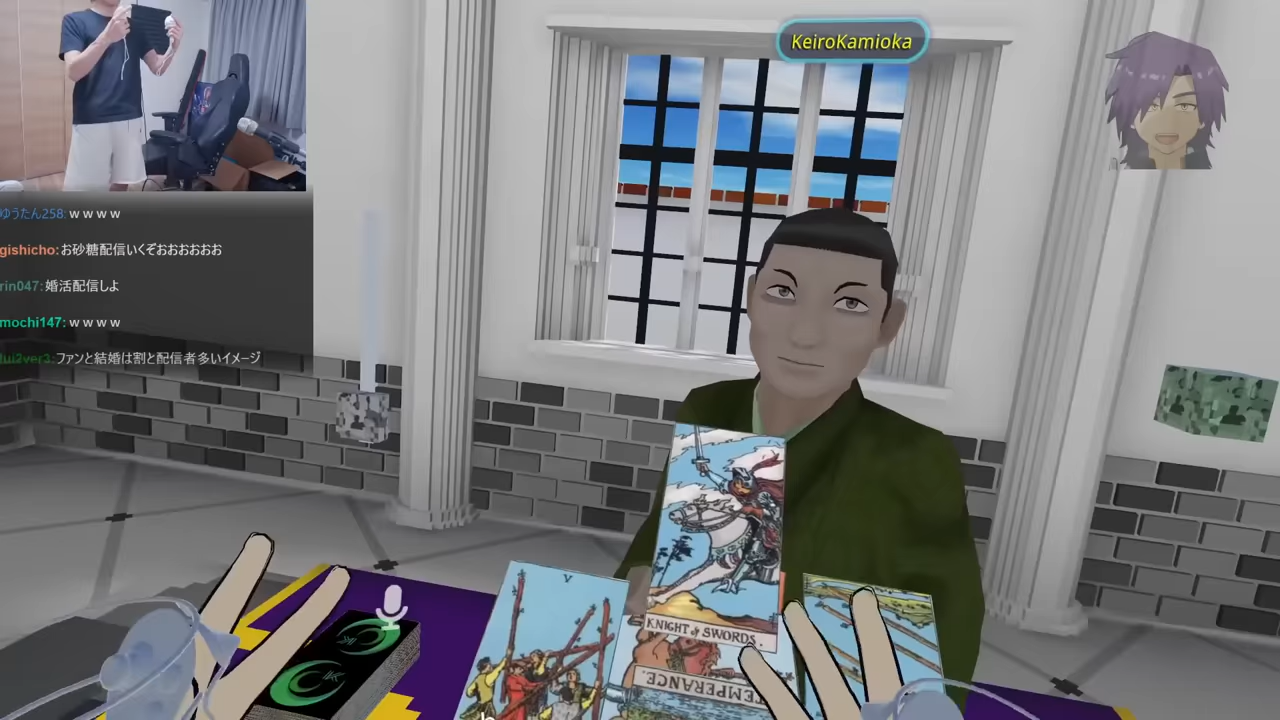 KeiroKamioka
ゆうたん258: w w w w
gishicho: お砂糖配信いくぞおおおおおお
rin047: 婚活配信しよ
mochi147: w w w w
lui2ver3: ファンと結婚は割と配信者多いイメージ
V
KNIGHT of SWORDS.
TEMPERANCE.